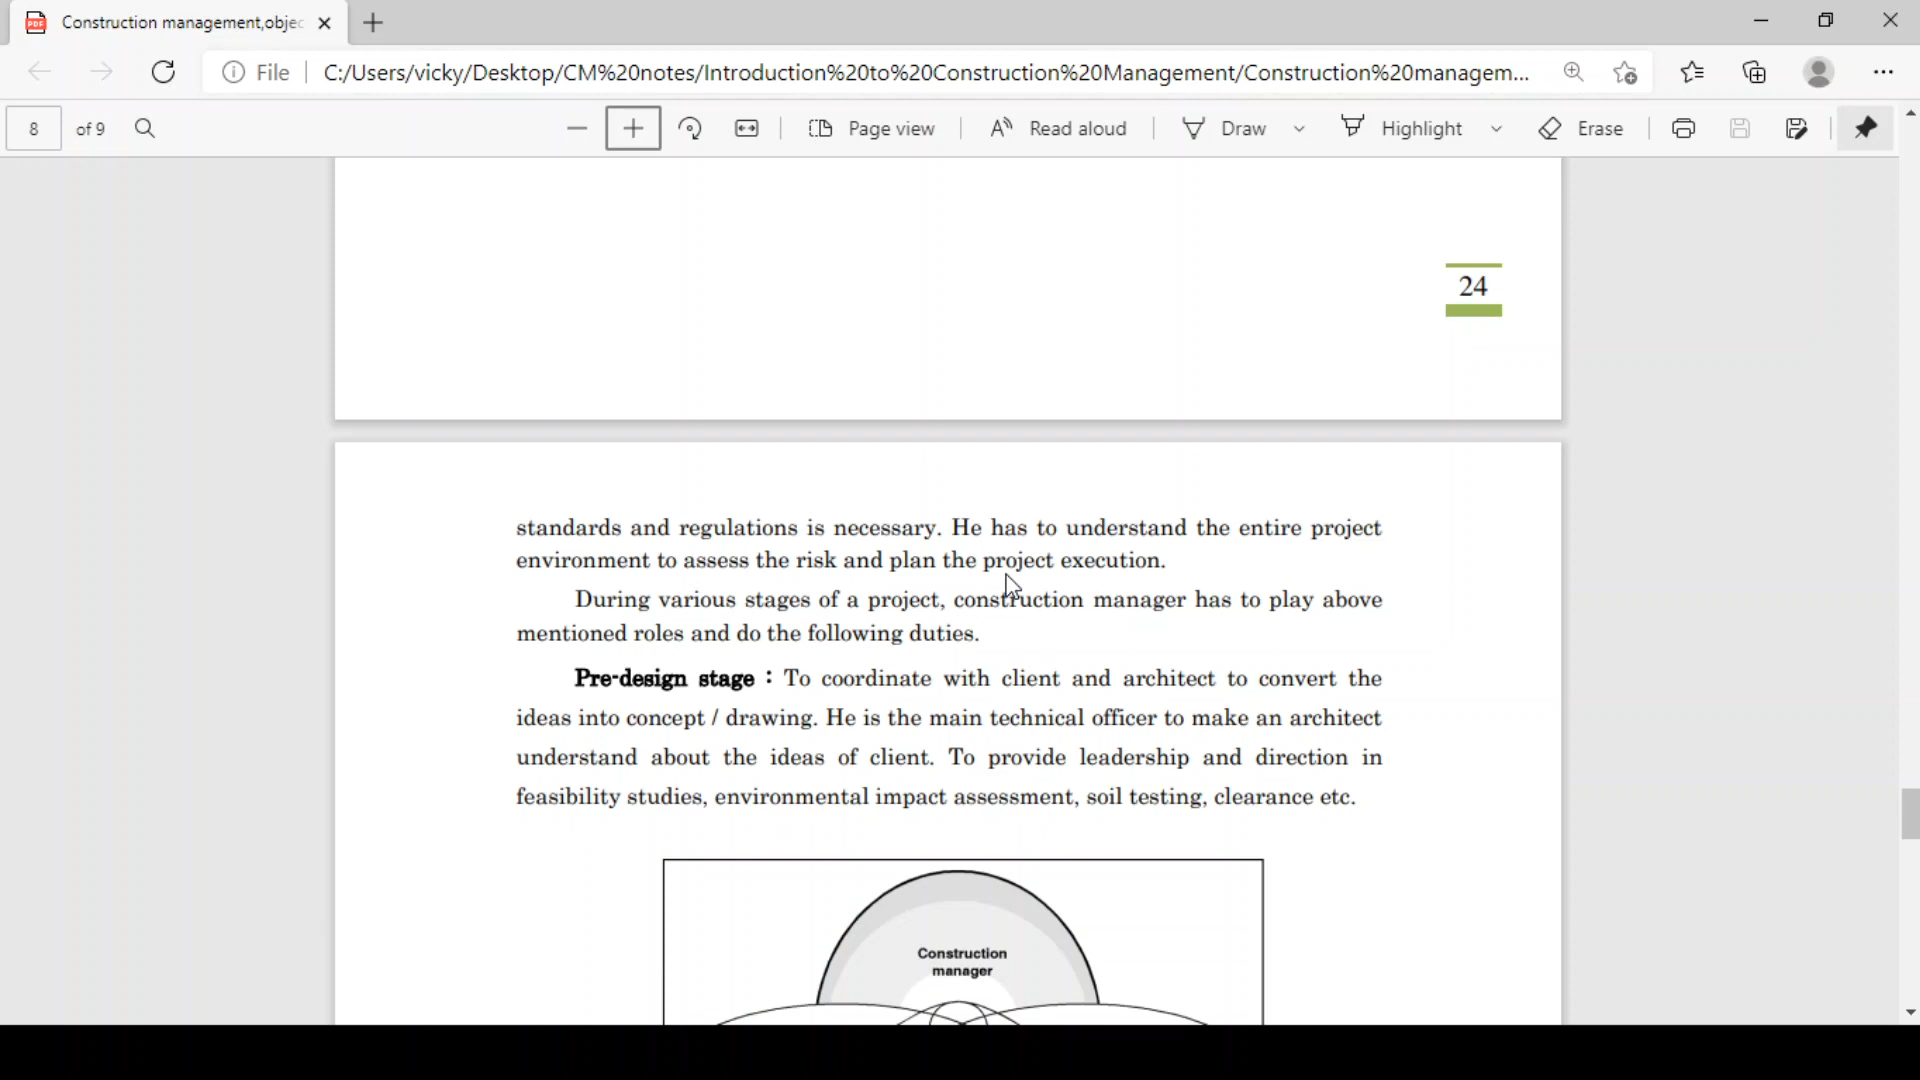 Construction management,objec
File
C:/Users/vicky/Desktop/CM%20notes/Introduction%20to%20Construction%20Management/Construction%20managem...
8 of 9
Page view
Read aloud
Draw
Highlight
Erase
24
standards and regulations is necessary. He has to understand the entire project
environment to assess the risk and plan the project execution.
During various stages of a project, construction manager has to play above
mentioned roles and do the following duties.
Pre-design stage : To coordinate with client and architect to convert the
ideas into concept / drawing. He is the main technical officer to make an architect
understand about the ideas of client. To provide leadership and direction in
feasibility studies, environmental impact assessment, soil testing, clearance etc.
Construction
manager